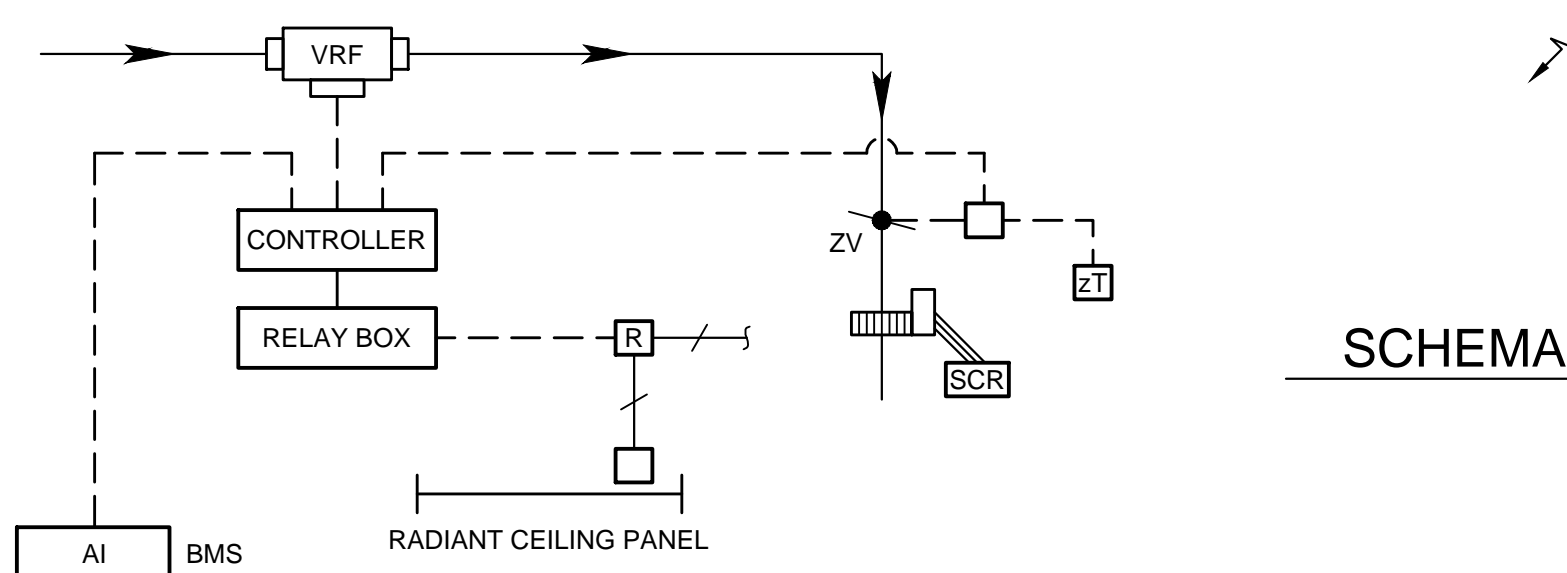 VRF
CONTROLLER
ZV
zT
RELAY BOX
R
SCR
SCHEMA
RADIANT CEILING PANEL
AI
BMS